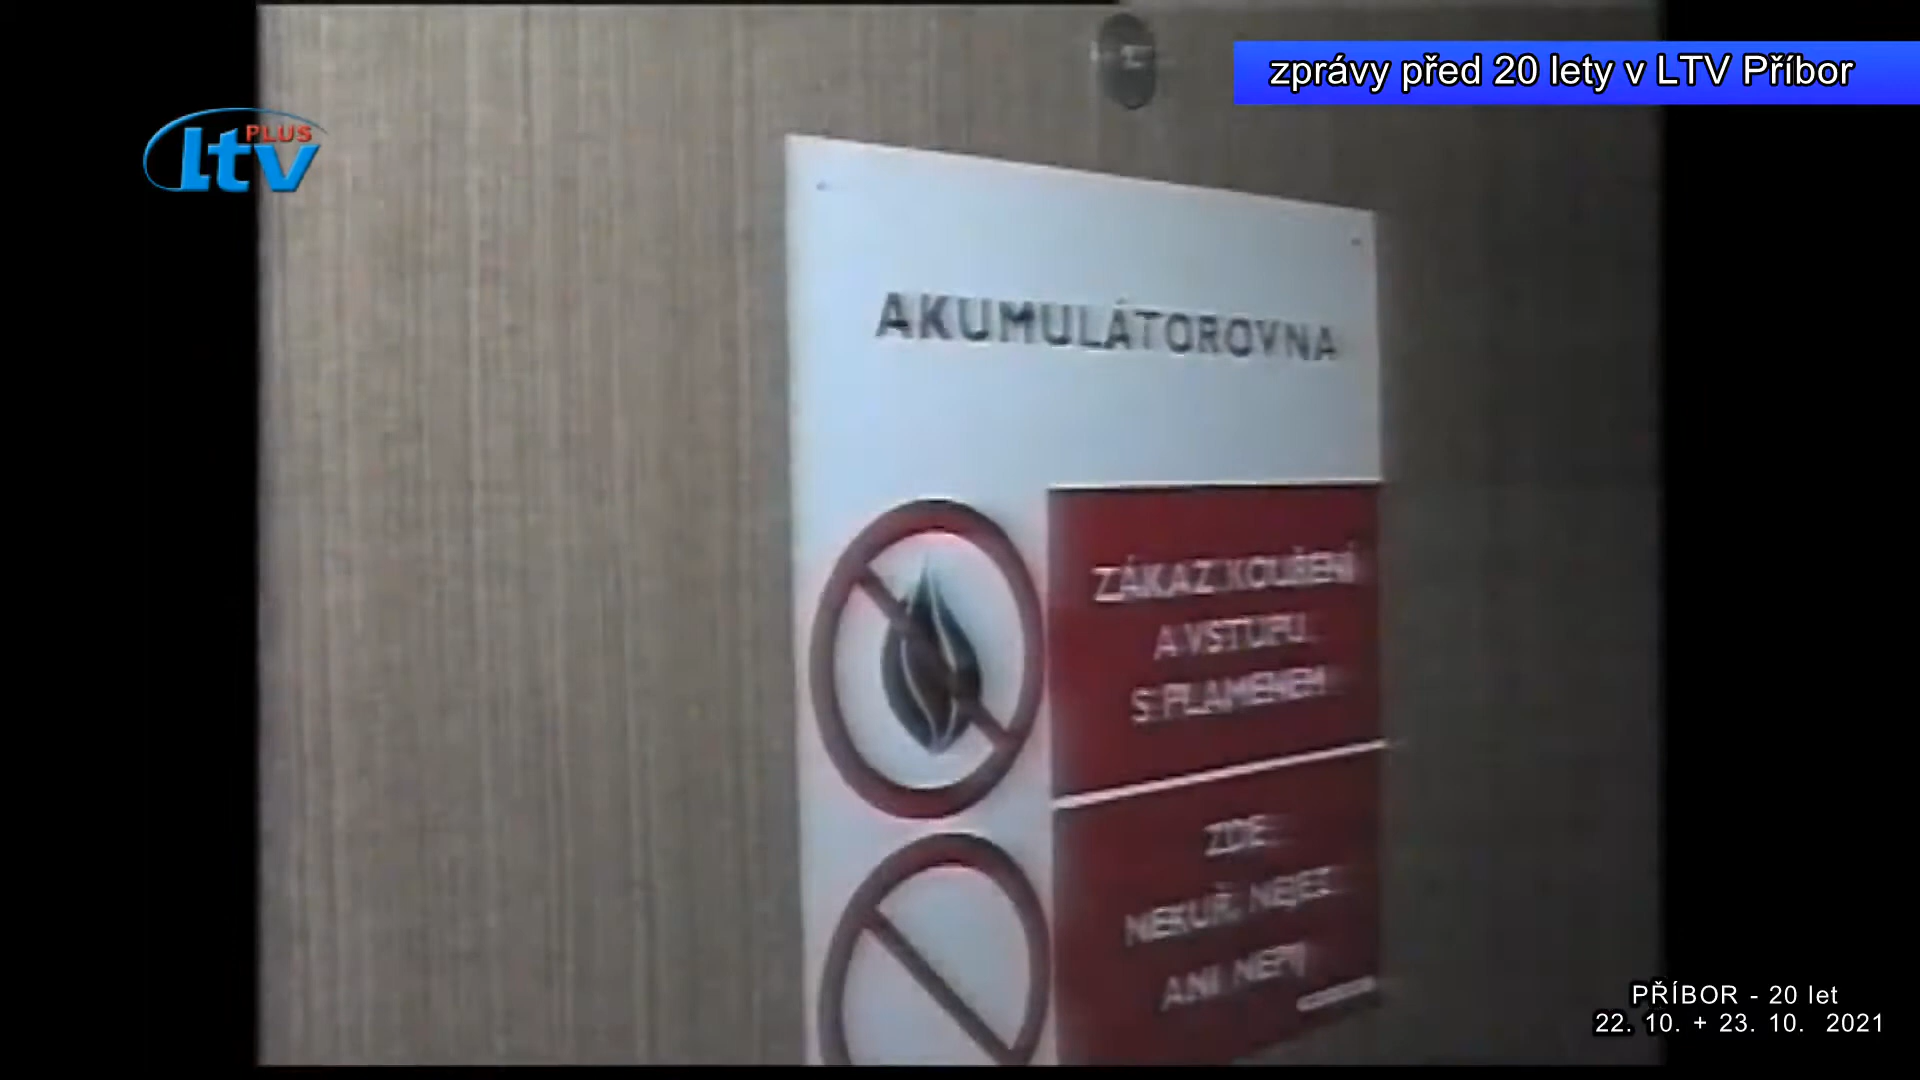 zprávy před 20 lety v LTV Příbor
ltv PLUS
AKUMULÁTOROVNA
ZÁKAZ KOUŘENÍ
A VSTUPU
S PLAMENEM
ZDE
NEKUŘ, NEJEZ
ANI NEPIJ
PŘÍBOR - 20 let
22. 10. + 23. 10. 2021